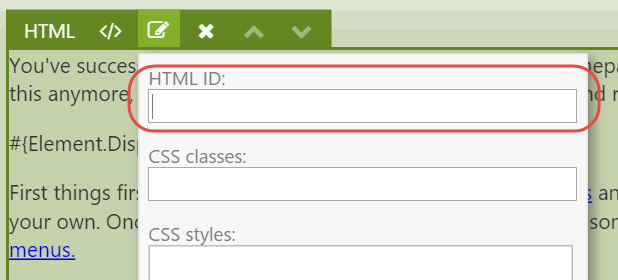 HTML </>
You've succes
this anymore,
HTML ID:
#{Element.Disp
CSS classes:
First things firs
your own. Onc
menus.
CSS styles: